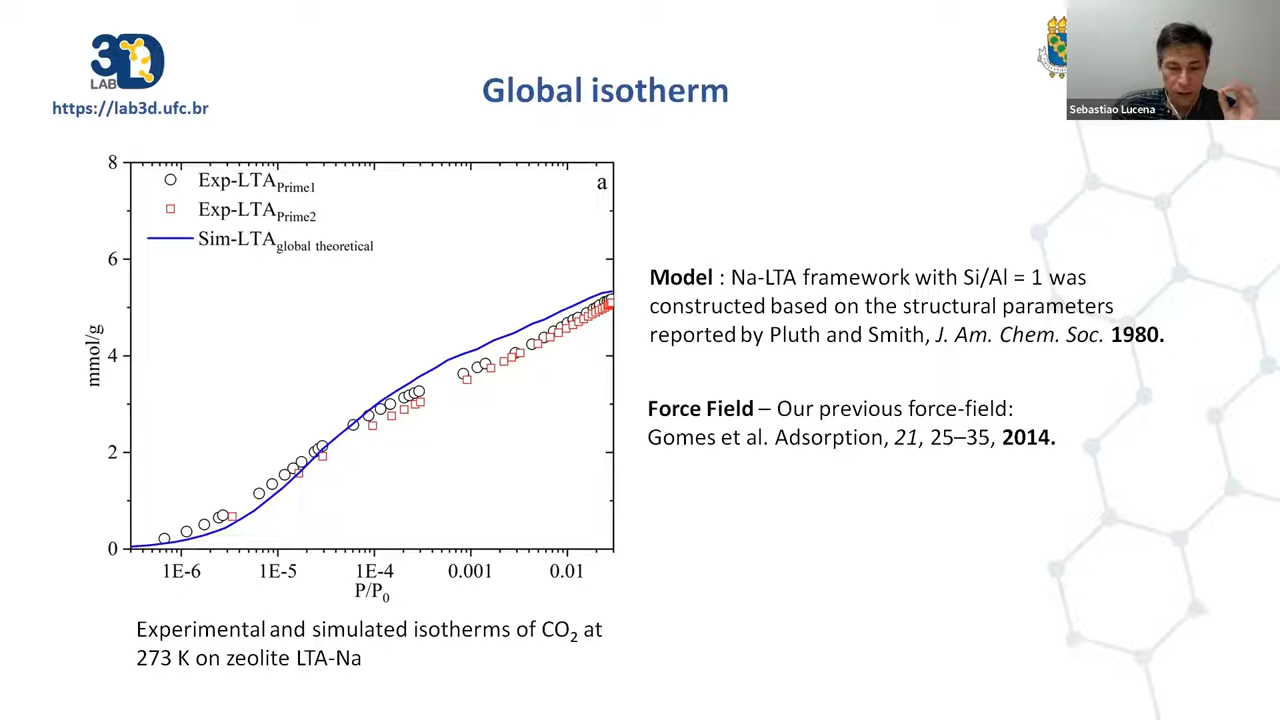 3D
LAB
https://lab3d.ufc.br
Global isotherm
Sebastiao Lucena
8
6
4
2
0
mmol/g
Exp-LTAPrime1
Exp-LTAPrime2
Sim-LTAglobal theoretical
a
1E-6 1E-5 1E-4 0.001 0.01
P/P0
Experimental and simulated isotherms of CO2 at
273 K on zeolite LTA-Na
Model : Na-LTA framework with Si/Al = 1 was
constructed based on the structural parameters
reported by Pluth and Smith, J. Am. Chem. Soc. 1980.
Force Field – Our previous force-field:
Gomes et al. Adsorption, 21, 25–35, 2014.